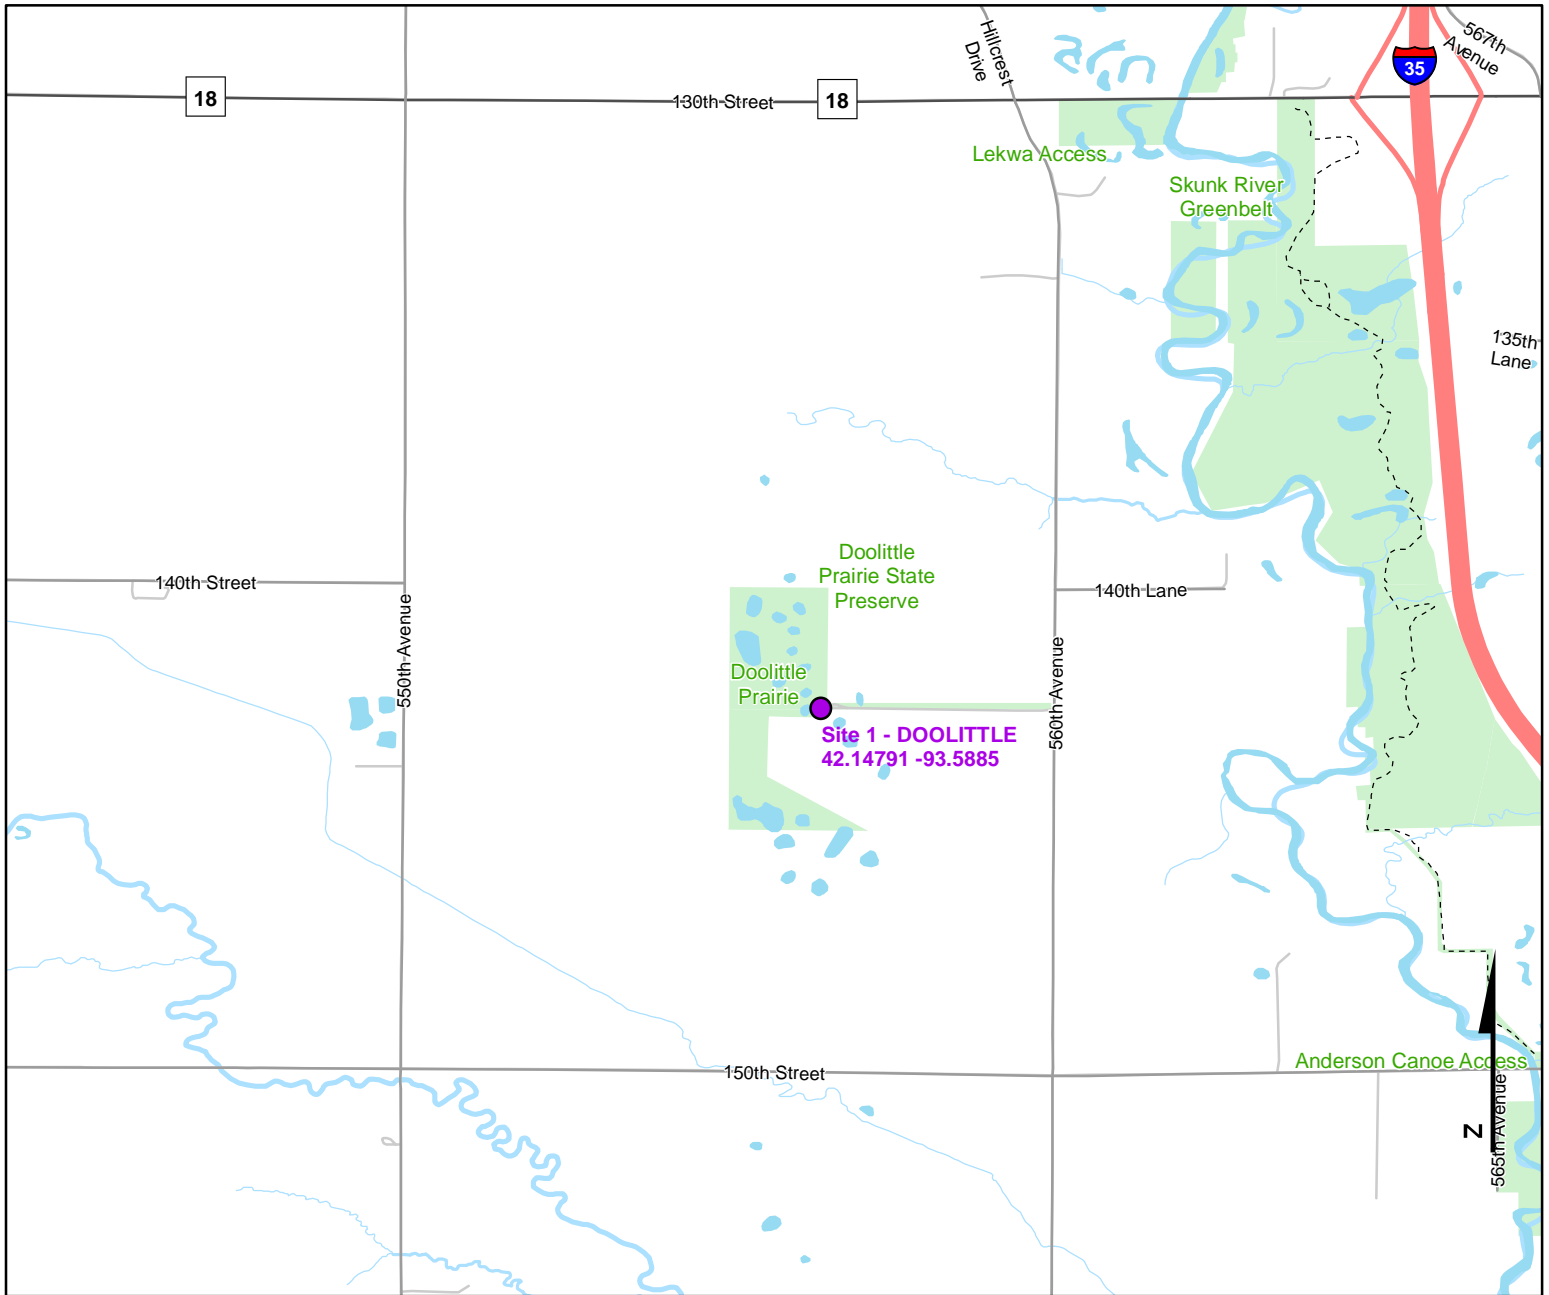 567th
Avenue
Hillcrest
Drive
35
18
130th Street
18
Lekwa Access
Skunk River
Greenbelt
135th
Lane
Doolittle
Prairie State
Preserve
140th Street
140th Lane
550th Avenue
560th Avenue
Doolittle
Prairie
Site 1 - DOOLITTLE
42.14791 -93.5885
Anderson Canoe Access
150th Street
565th Avenue
N